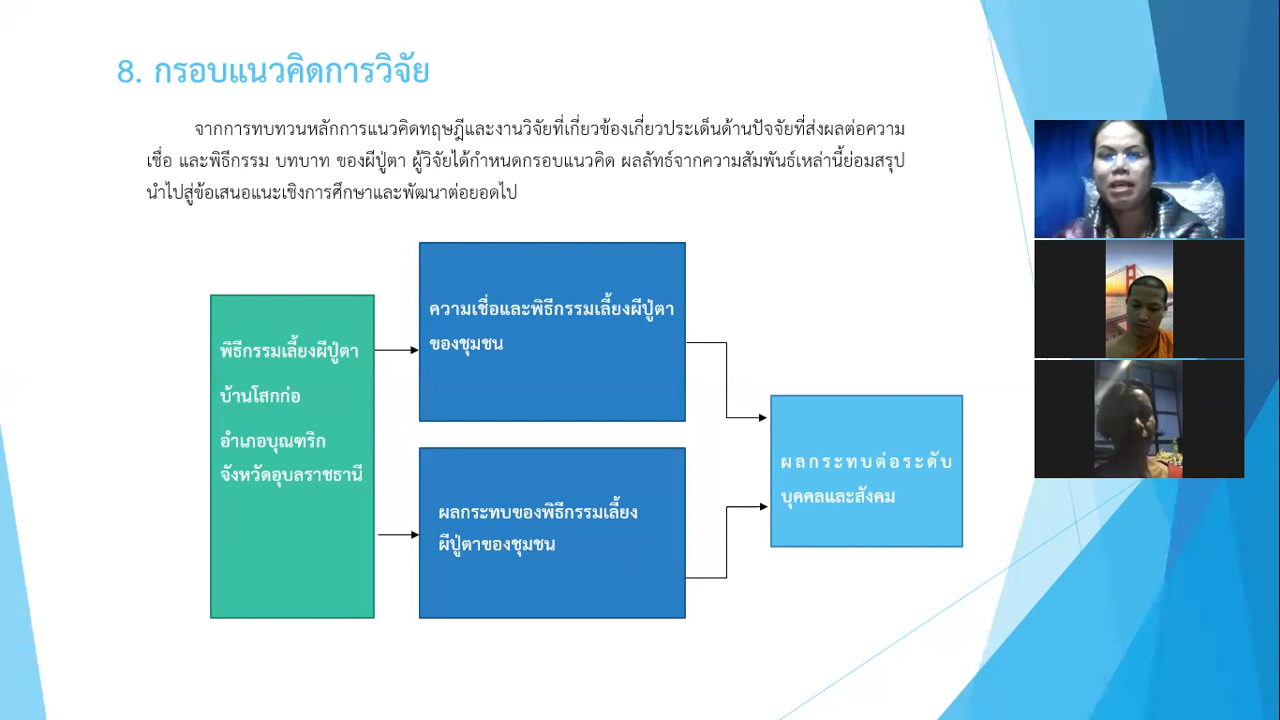 8. กรอบแนวคิดการวิจัย
จากการทบทวนหลักการแนวคิดทฤษฎีและงานวิจัยที่เกี่ยวข้องเกี่ยวประเด็นด้านปัจจัยที่ส่งผลต่อความ
เชื่อ และพิธีกรรม บทบาท ของผีปู่ตา ผู้วิจัยได้กำหนดกรอบแนวคิด ผลลัทธ์จากความสัมพันธ์เหล่านี้ย่อมสรุป
นำไปสู่ข้อเสนอแนะเชิงการศึกษาและพัฒนาต่อยอดไป
พิธีกรรมเลี้ยงผีปู่ตา
บ้านโสกก่อ
อำเภอบุณฑริก
จังหวัดอุบลราชธานี
ความเชื่อและพิธีกรรมเลี้ยงผีปู่ตา
ของชุมชน
ผลกระทบของพิธีกรรมเลี้ยง
ผีปู่ตาของชุมชน
ผลกระทบต่อระดับ
บุคคลและสังคม